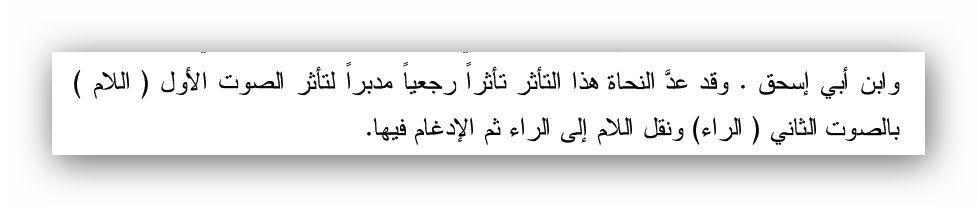 وابن أبي إسحق . وقد عدَّ النحاة هذا التأثر تأثراً رجعياً مدبراً لتأثر الصوت الأول ( اللام )
بالصوت الثاني ( الراء) ونقل اللام إلى الراء ثم الإدغام فيها.